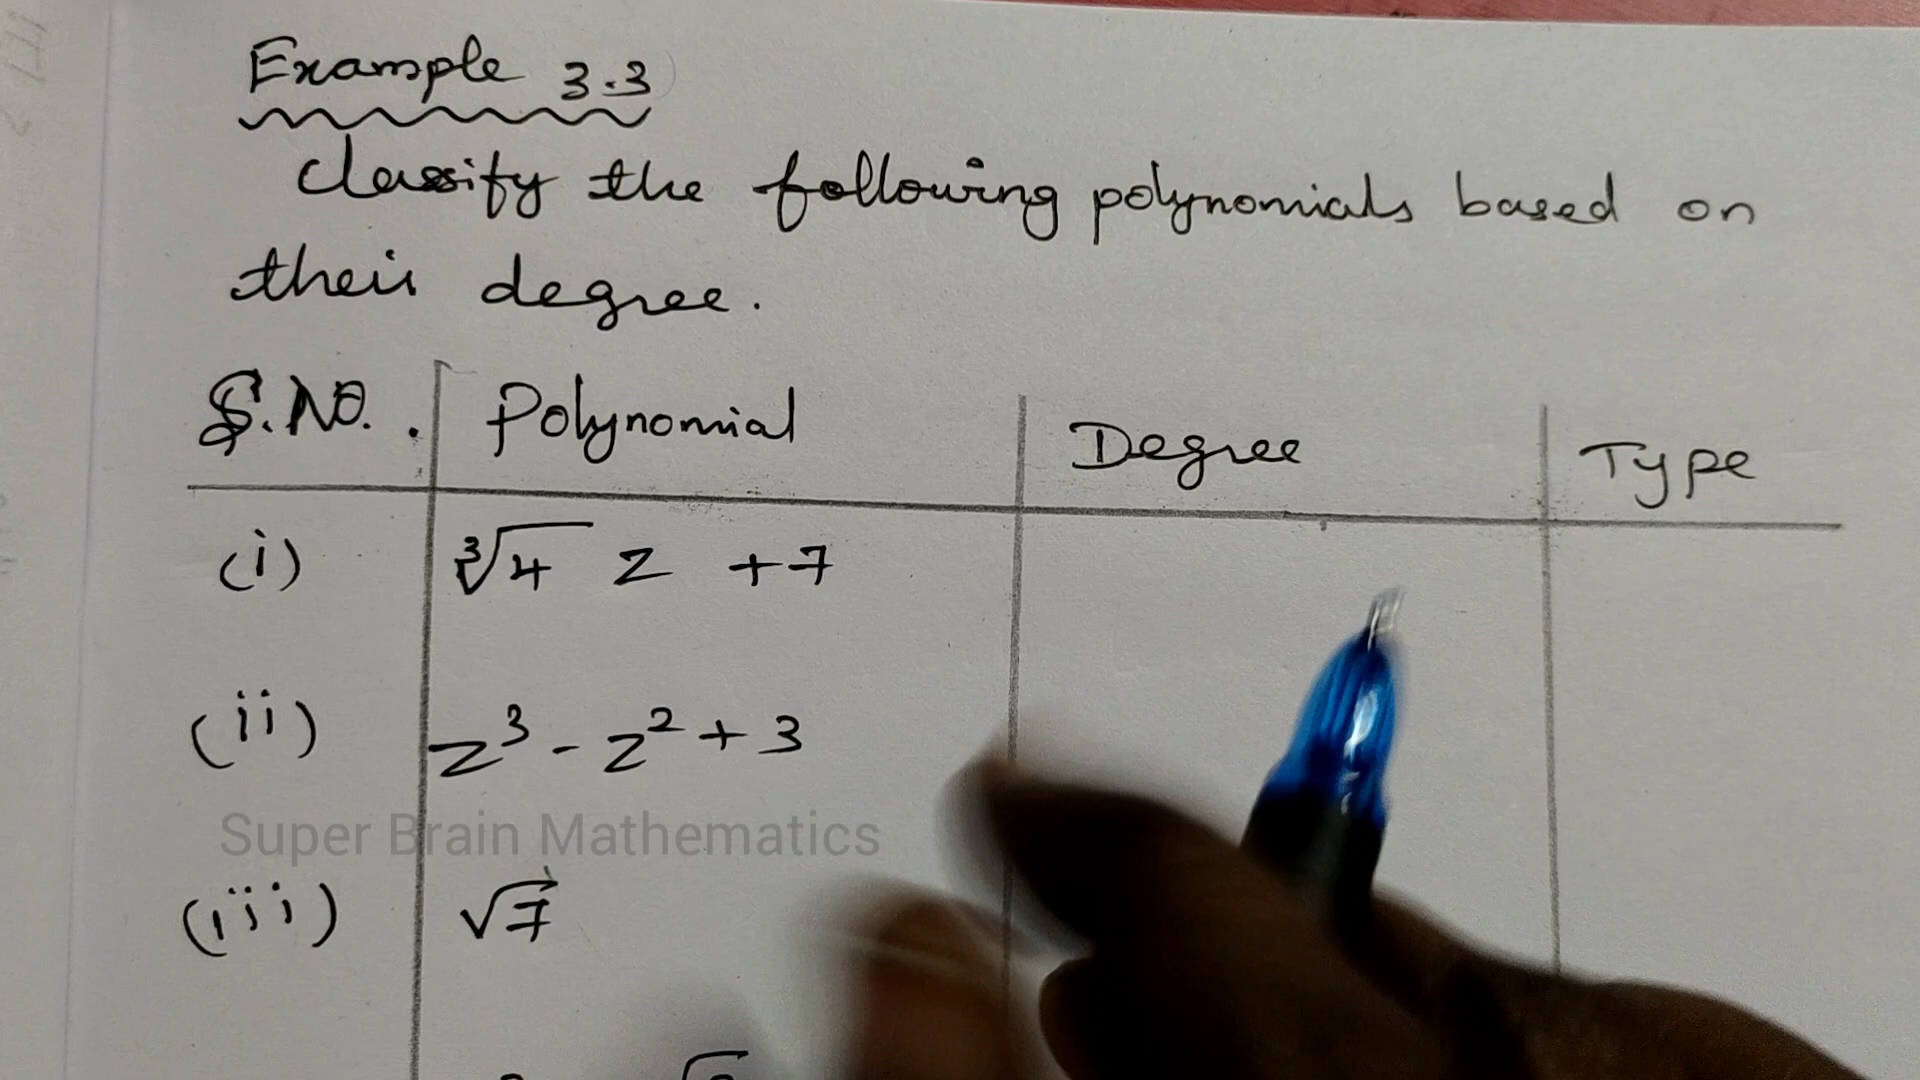 Example 3.3
Classify the following polynomials based on
their degree.
S.No. Polynomial Degree Type
(i) ∛4 z + 7
(ii) z³ - z² + 3
Super Brain Mathematics
(iii) √7